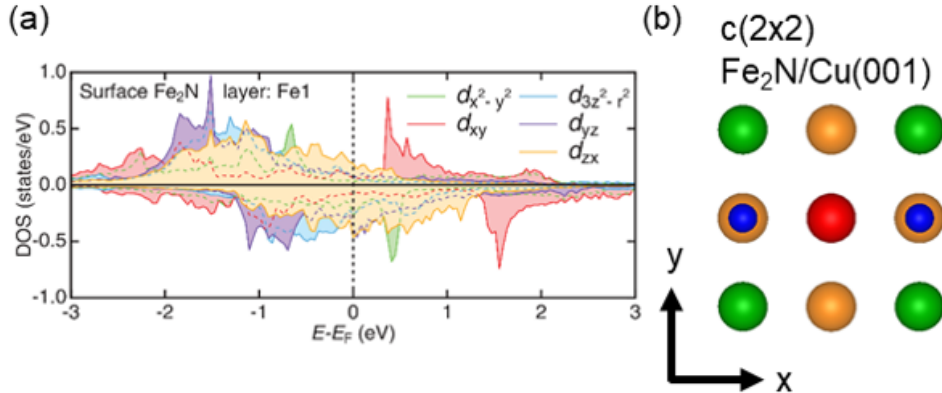 (a)
Surface Fe₂N layer: Fe1
dx²-y²
dxy
d3z²-r²
dyz
dzx
DOS (states/eV)
1.0
0.5
0.0
-0.5
-1.0
-3 -2 -1 0 1 2 3
E-EF (eV)
(b)
c(2x2)
Fe₂N/Cu(001)
y
x